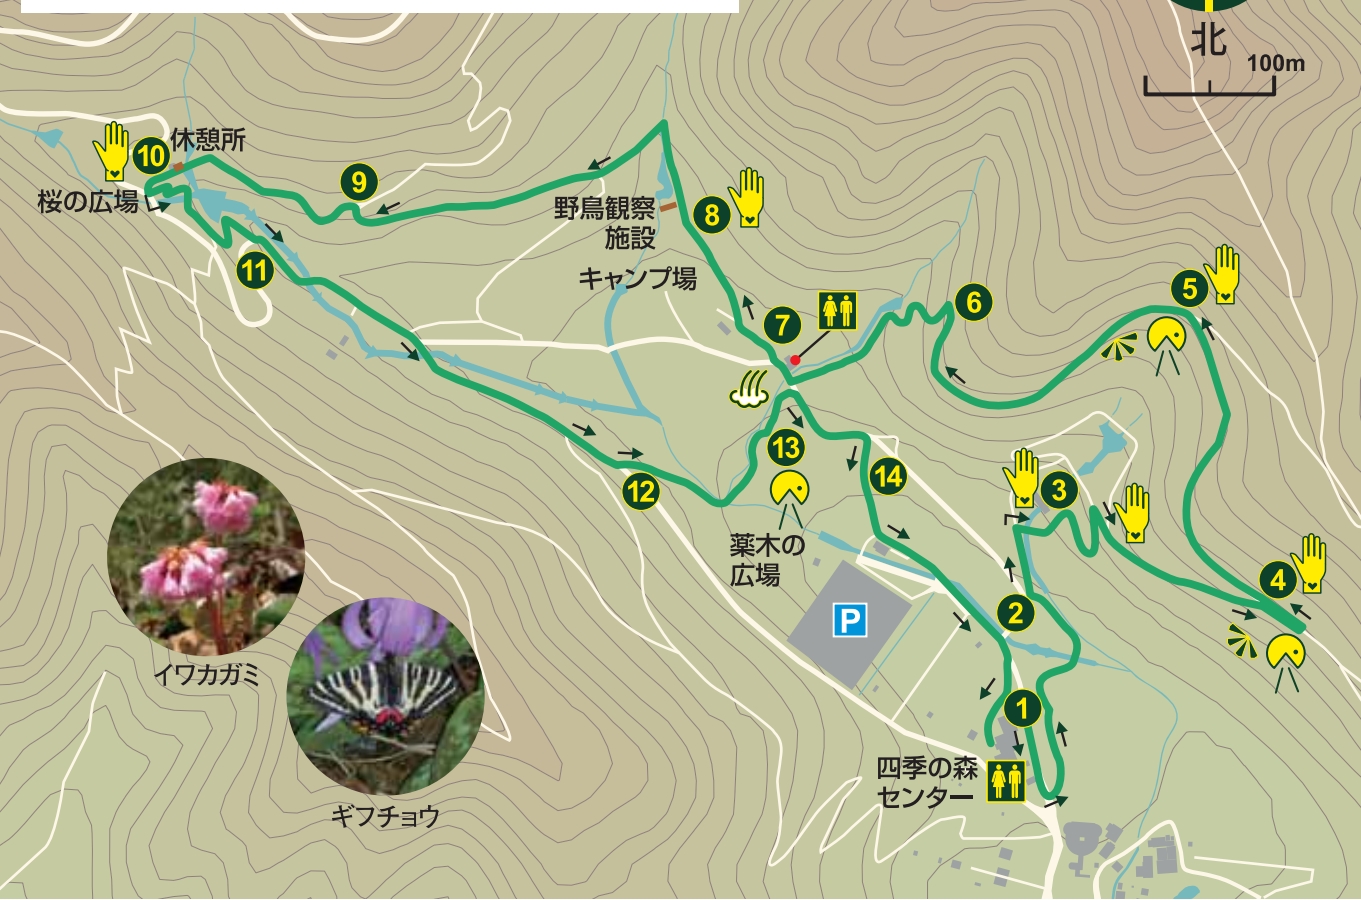 北
100m
10
休憩所
9
桜の広場
野鳥観察
施設
8
キャンプ場
11
7
6
5
13
12
14
3
薬木の
広場
4
P
2
イワカガミ
1
四季の森
センター
ギフチョウ